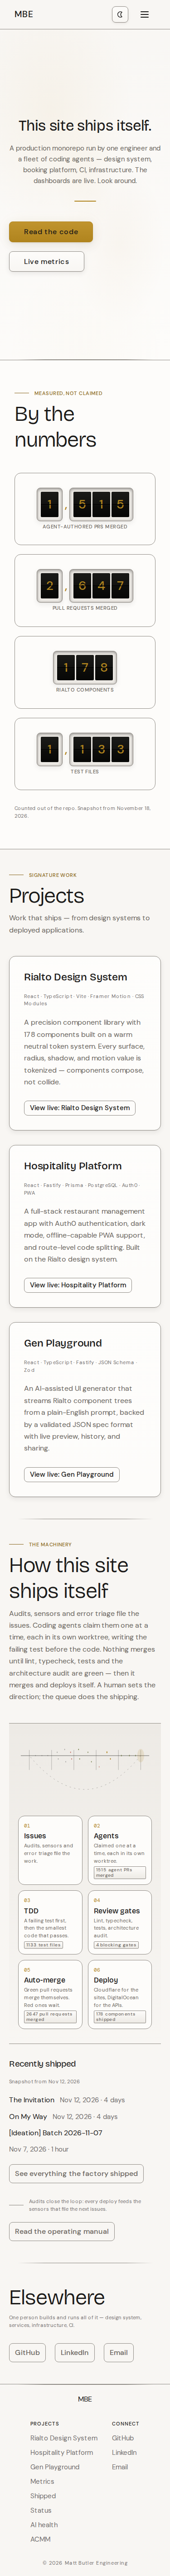 MBE
This site ships itself.
A production monorepo run by one engineer and
a fleet of coding agents — design system,
booking platform, CI, infrastructure. The
dashboards are live. Look around.
Read the code
Live metrics
MEASURED, NOT CLAIMED
By the
numbers
1,515
AGENT-AUTHORED PRS MERGED
2,647
PULL REQUESTS MERGED
178
RIALTO COMPONENTS
1,133
TEST FILES
Counted out of the repo. Snapshot from November 18,
2026.
SIGNATURE WORK
Projects
Work that ships — from design systems to
deployed applications.
Rialto Design System
React · TypeScript · Vite · Framer Motion · CSS
Modules
A precision component library with
178 components built on a warm
neutral token system. Every surface,
radius, shadow, and motion value is
tokenized — components compose,
not collide.
View live: Rialto Design System
Hospitality Platform
React · Fastify · Prisma · PostgreSQL · Auth0 ·
PWA
A full-stack restaurant management
app with Auth0 authentication, dark
mode, offline-capable PWA support,
and route-level code splitting. Built
on the Rialto design system.
View live: Hospitality Platform
Gen Playground
React · TypeScript · Fastify · JSON Schema ·
Zod
An AI-assisted UI generator that
streams Rialto component trees
from a plain-English prompt, backed
by a validated JSON spec format
with live preview, history, and
sharing.
View live: Gen Playground
THE MACHINERY
How this site
ships itself
Audits, sensors and error triage file the
issues. Coding agents claim them one at a
time, each in its own worktree, writing the
failing test before the code. Nothing merges
until lint, typecheck, tests and the
architecture audit are green — then it
merges and deploys itself. A human sets the
direction; the queue does the shipping.
01
Issues
Audits, sensors and
error triage file the
work.
02
Agents
Claimed one at a
time, each in its own
worktree.
1515 agent PRs
merged
03
TDD
A failing test first,
then the smallest
code that passes.
1133 test files
04
Review gates
Lint, typecheck,
tests, architecture
audit.
4 blocking gates
05
Auto-merge
Green pull requests
merge themselves.
Red ones wait.
2647 pull requests
merged
06
Deploy
Cloudflare for the
sites, DigitalOcean
for the APIs.
178 components
shipped
Recently shipped
Snapshot from Nov 12, 2026
The Invitation Nov 12, 2026 · 4 days
On My Way Nov 12, 2026 · 4 days
[Ideation] Batch 2026-11-07
Nov 7, 2026 · 1 hour
See everything the factory shipped
Audits close the loop: every deploy feeds the
sensors that file the next issues.
Read the operating manual
Elsewhere
One person builds and runs all of it — design system,
services, infrastructure, CI.
GitHub
LinkedIn
Email
MBE
PROJECTS
Rialto Design System
Hospitality Platform
Gen Playground
Metrics
Shipped
Status
AI health
ACMM
CONNECT
GitHub
LinkedIn
Email
© 2026 Matt Butler Engineering